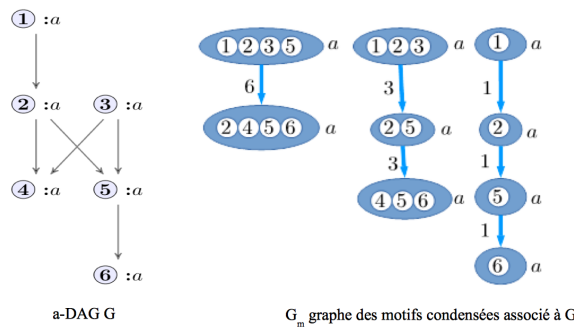 1 :a
2 :a 3 :a
4 :a 5 :a
6 :a
a-DAG G
1 2 3 5 a
6
2 4 5 6 a
1 2 3 a
3
2 5 a
3
4 5 6 a
1 a
1
2 a
1
5 a
1
6 a
G_m graphe des motifs condensées associé à G